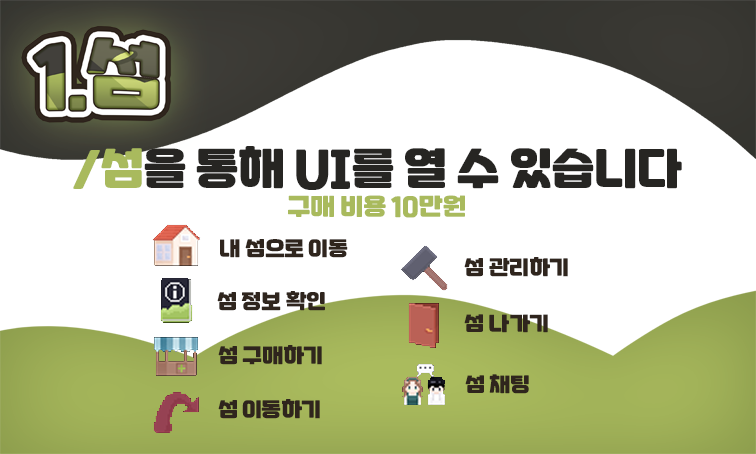 1.섬
/섬을 통해 UI를 열 수 있습니다
구매 비용 10만원
내 섬으로 이동
섬 정보 확인
섬 구매하기
섬 이동하기
섬 관리하기
섬 나가기
섬 채팅